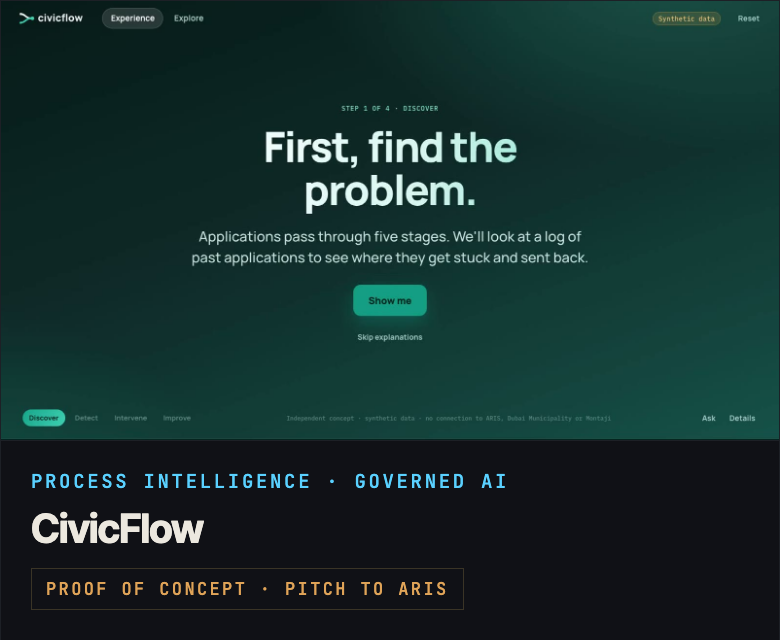 civicflow
Experience
Explore
Synthetic data
Reset
STEP 1 OF 4 · DISCOVER
First, find the
problem.
Applications pass through five stages. We'll look at a log of
past applications to see where they get stuck and sent back.
Show me
Skip explanations
Discover
Detect
Intervene
Improve
Independent concept · synthetic data · no connection to ARIS, Dubai Municipality or Montaji
Ask
Details
PROCESS INTELLIGENCE · GOVERNED AI
CivicFlow
PROOF OF CONCEPT · PITCH TO ARIS